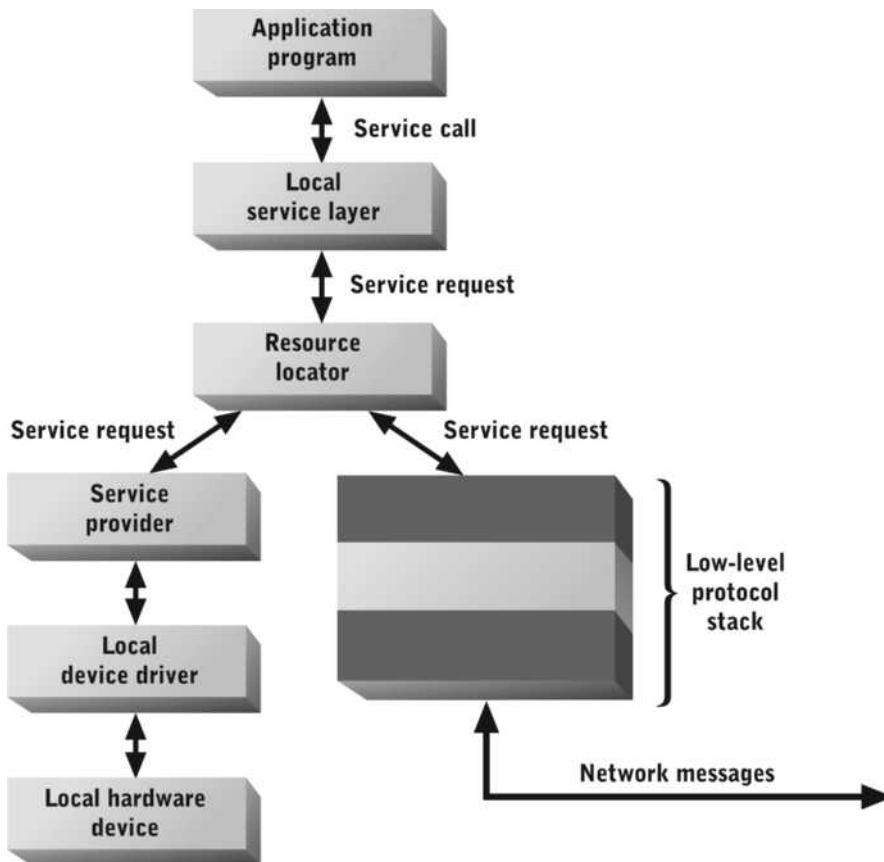 Application
program
Service call
Local
service layer
Service request
Resource
locator
Service request
Service request
Service
provider
Low-level
protocol
stack
Local
device driver
Network messages
Local hardware
device